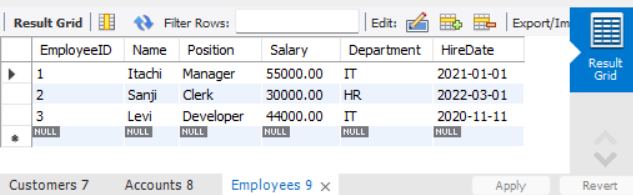 Result Grid Filter Rows: Edit: Export/Im
EmployeeID Name Position Salary Department HireDate
1 Itachi Manager 55000.00 IT 2021-01-01
2 Sanji Clerk 30000.00 HR 2022-03-01
3 Levi Developer 44000.00 IT 2020-11-11
NULL NULL NULL NULL NULL NULL
Result
Grid
Customers 7 Accounts 8 Employees 9 Apply Revert